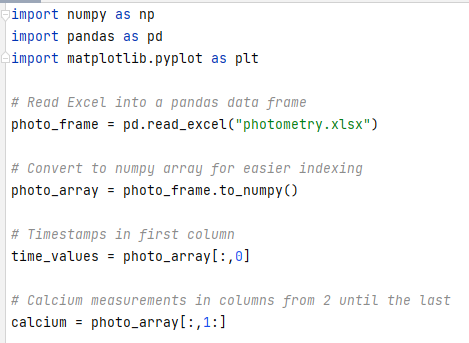 import numpy as np
import pandas as pd
import matplotlib.pyplot as plt
# Read Excel into a pandas data frame
photo_frame = pd.read_excel("photometry.xlsx")
# Convert to numpy array for easier indexing
photo_array = photo_frame.to_numpy()
# Timestamps in first column
time_values = photo_array[:,0]
# Calcium measurements in columns from 2 until the last
calcium = photo_array[:,1:]